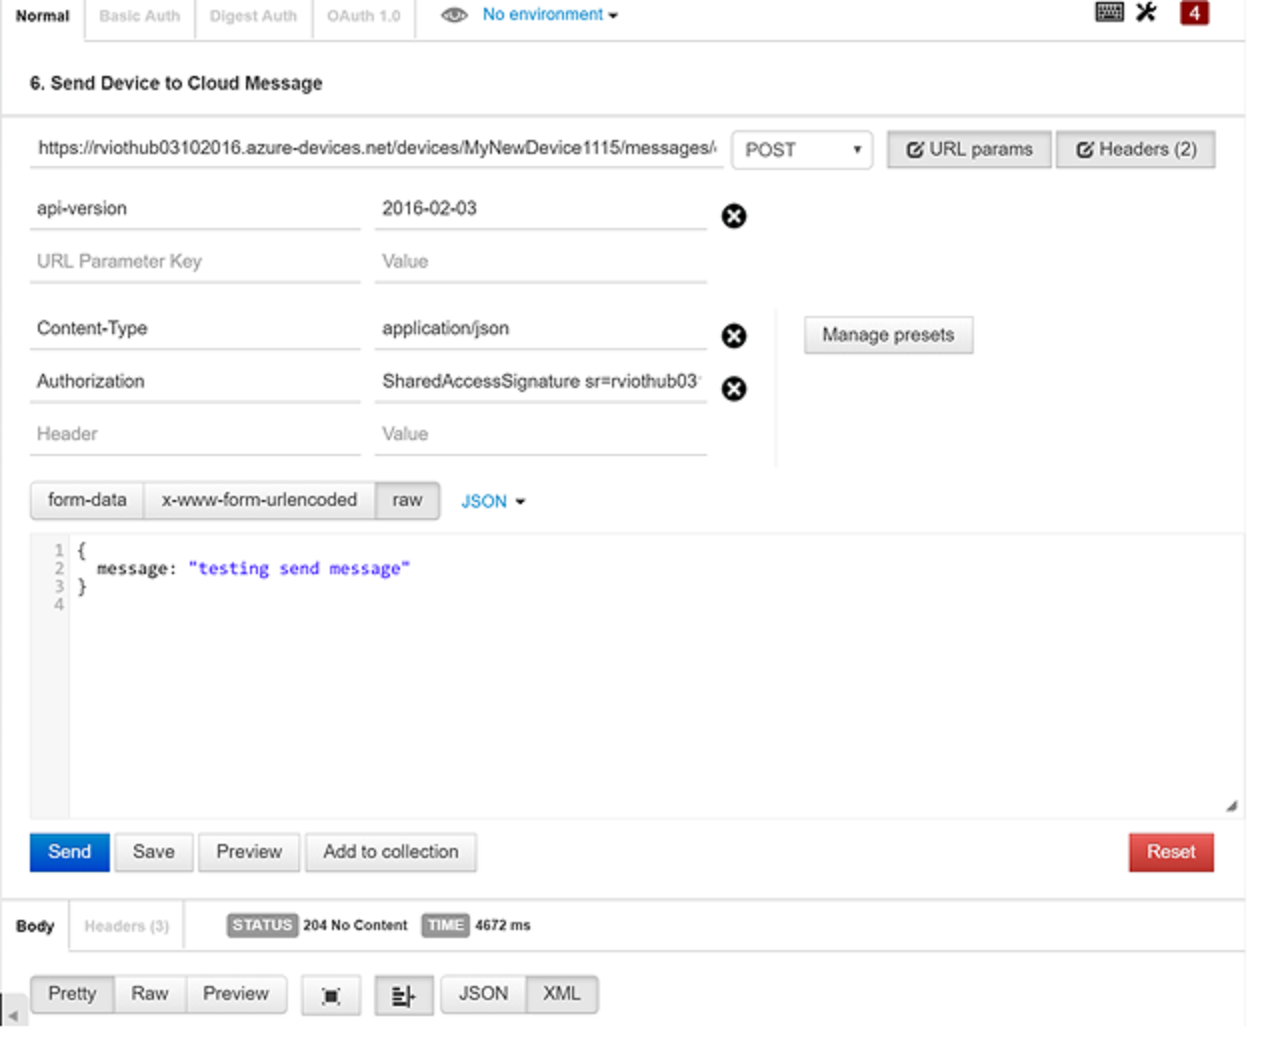 Normal Basic Auth Digest Auth OAuth 1.0 No environment 4
6. Send Device to Cloud Message
https://rviothub03102016.azure-devices.net/devices/MyNewDevice1115/messages/ POST URL params Headers (2)
api-version 2016-02-03
URL Parameter Key Value
Content-Type application/json Manage presets
Authorization SharedAccessSignature sr=rviothub03
Header Value
form-data x-www-form-urlencoded raw JSON
1 {
2 message: "testing send message"
3 }
4
Send Save Preview Add to collection Reset
Body Headers (3) STATUS 204 No Content TIME 4672 ms
Pretty Raw Preview JSON XML